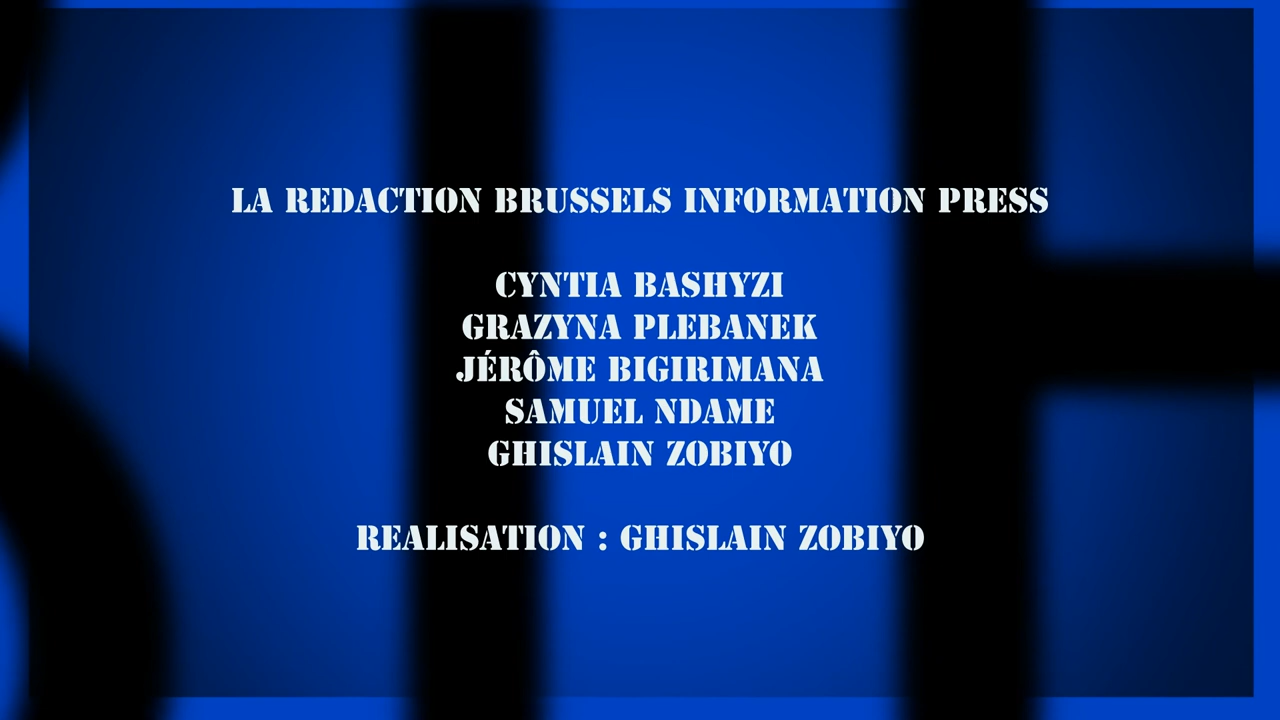 LA REDACTION BRUSSELS INFORMATION PRESS
CYNTIA BASHYZI
GRAZYNA PLEBANEK
JÉRÔME BIGIRIMANA
SAMUEL NDAME
GHISLAIN ZOBIYO
REALISATION : GHISLAIN ZOBIYO